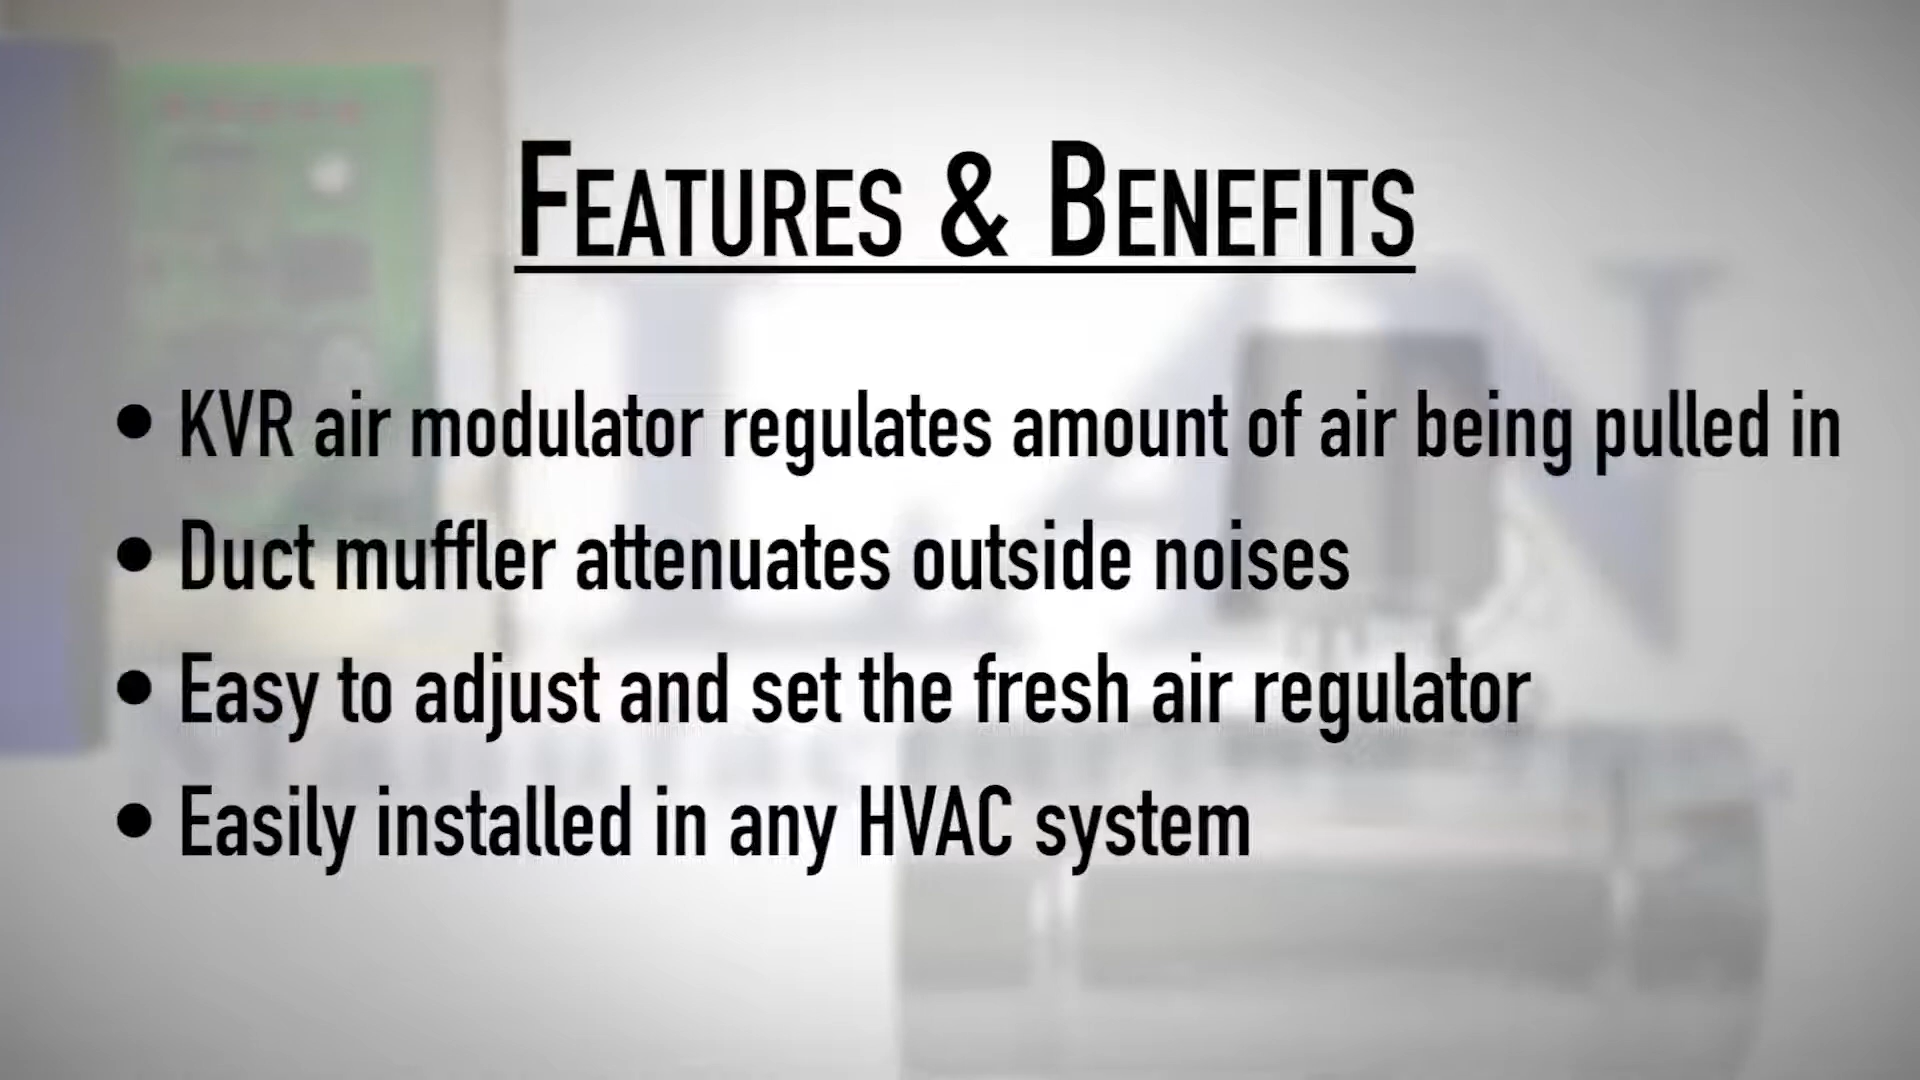 Features & Benefits
• KVR air modulator regulates amount of air being pulled in
• Duct muffler attenuates outside noises
• Easy to adjust and set the fresh air regulator
• Easily installed in any HVAC system